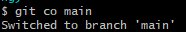 $ git co main
Switched to branch 'main'